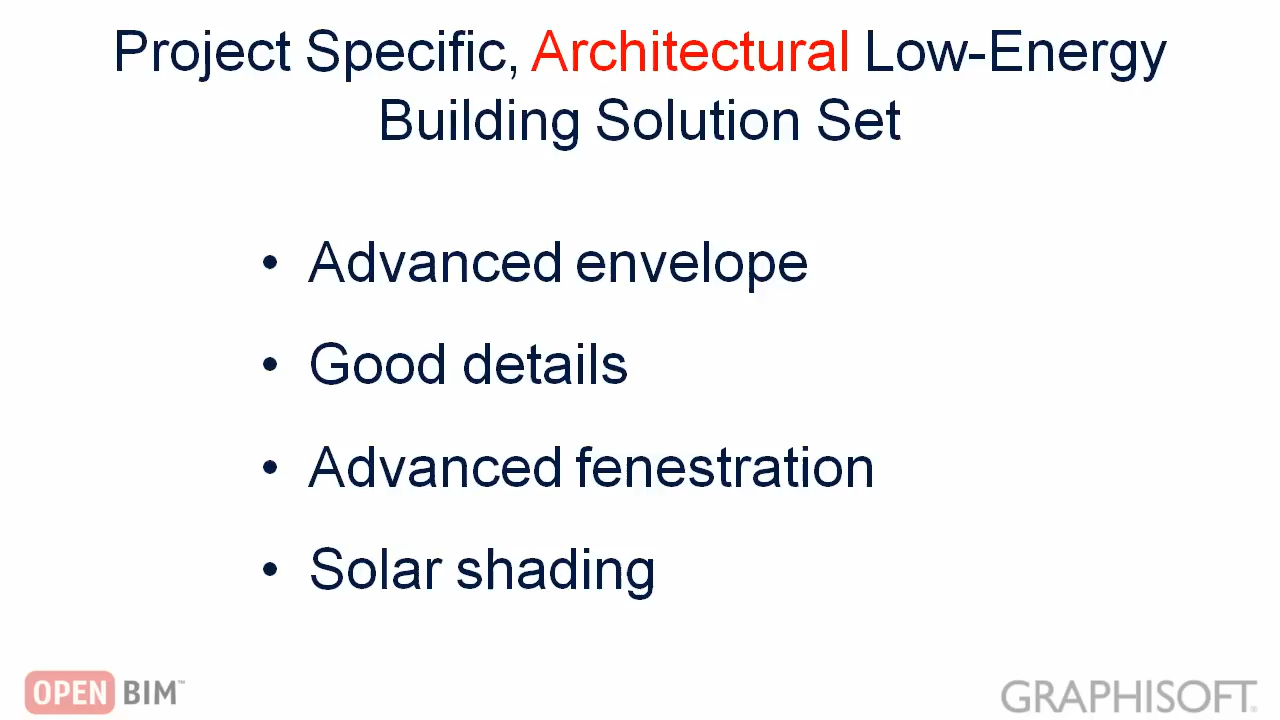 Project Specific, Architectural Low-Energy
Building Solution Set
• Advanced envelope
• Good details
• Advanced fenestration
• Solar shading
OPEN BIM™
GRAPHISOFT®